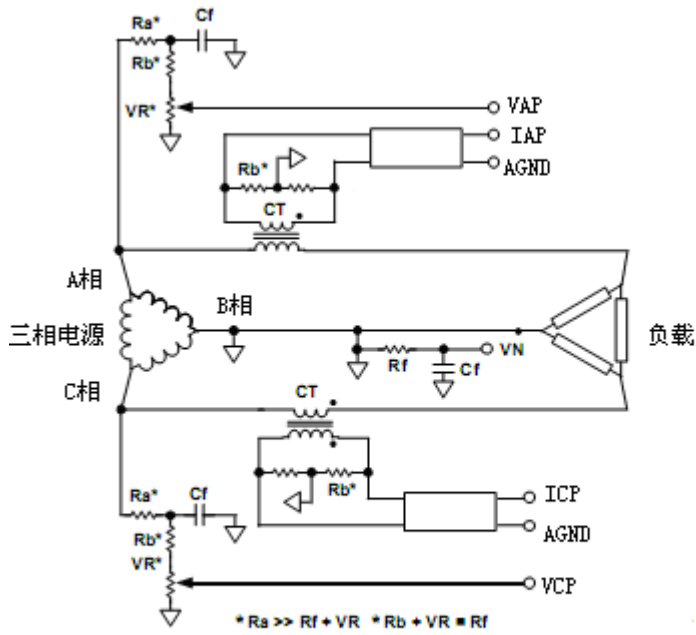 Ra*
Cf
Rb*
VR*
VAP
IAP
AGND
Rb*
CT
A相
B相
三相电源
负载
VN
Rf
Cf
C相
CT
Ra*
Cf
Rb*
ICP
AGND
Rb*
VR*
VCP
* Ra >> Rf + VR * Rb + VR = Rf